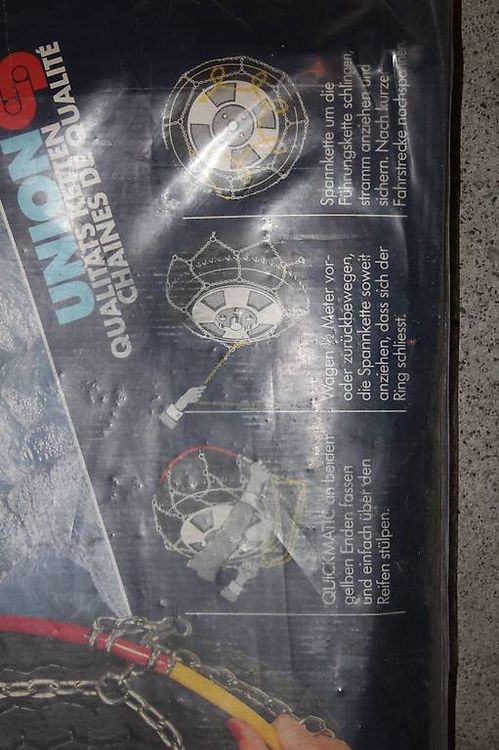 UNION
QUALITÄTS KETTEN
CHAINES DE QUALITÉ
QUICKMATIC an beiden
gelben Enden fassen
und einfach über den
Reifen stülpen.
Wagen ½ Meter vor-
oder zurückbewegen,
die Spannkette soweit
anziehen, dass sich der
Ring schliesst.
Spannkette um die
Führungskette schlingen,
stramm anziehen und
sichern. Nach kurzer
Fahrstrecke nachspannen.